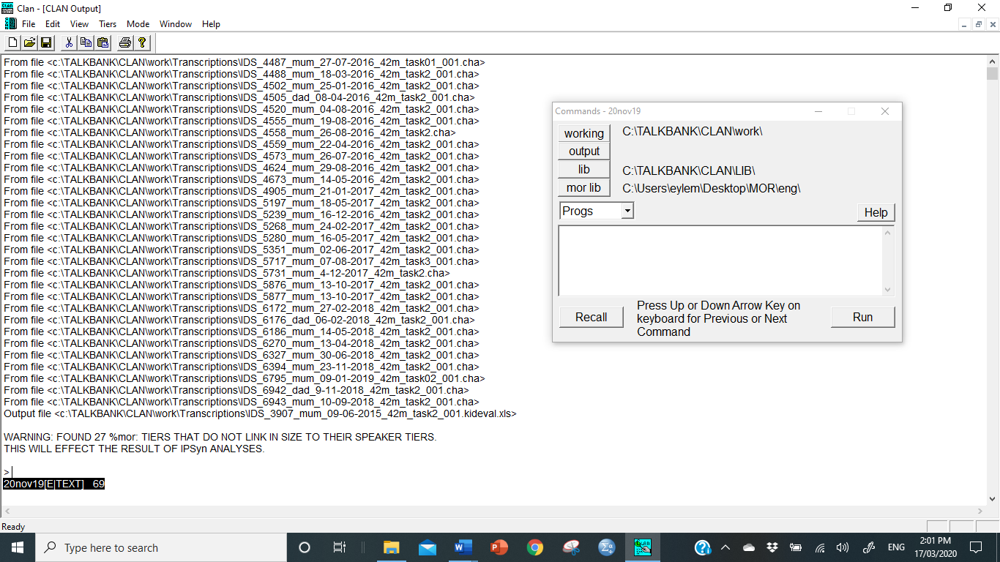 Clan - [CLAN Output]
File Edit View Tiers Mode Window Help
From file <c:\TALKBANK\CLAN\work\Transcriptions\IDS_4487_mum_27-07-2016_42m_task01_001.cha>
From file <c:\TALKBANK\CLAN\work\Transcriptions\IDS_4488_mum_18-03-2016_42m_task2_001.cha>
From file <c:\TALKBANK\CLAN\work\Transcriptions\IDS_4502_mum_25-01-2016_42m_task2_001.cha>
From file <c:\TALKBANK\CLAN\work\Transcriptions\IDS_4505_dad_08-04-2016_42m_task2_001.cha>
From file <c:\TALKBANK\CLAN\work\Transcriptions\IDS_4520_mum_04-08-2016_42m_task2_001.cha>
From file <c:\TALKBANK\CLAN\work\Transcriptions\IDS_4555_mum_19-08-2016_42m_task2_001.cha>
From file <c:\TALKBANK\CLAN\work\Transcriptions\IDS_4558_mum_26-08-2016_42m_task2.cha>
From file <c:\TALKBANK\CLAN\work\Transcriptions\IDS_4559_mum_22-04-2016_42m_task2_001.cha>
From file <c:\TALKBANK\CLAN\work\Transcriptions\IDS_4573_mum_26-07-2016_42m_task2_001.cha>
From file <c:\TALKBANK\CLAN\work\Transcriptions\IDS_4624_mum_29-08-2016_42m_task2_001.cha>
From file <c:\TALKBANK\CLAN\work\Transcriptions\IDS_4673_mum_14-05-2016_42m_task2_001.cha>
From file <c:\TALKBANK\CLAN\work\Transcriptions\IDS_4905_mum_21-01-2017_42m_task2_001.cha>
From file <c:\TALKBANK\CLAN\work\Transcriptions\IDS_5197_mum_18-05-2017_42m_task2_001.cha>
From file <c:\TALKBANK\CLAN\work\Transcriptions\IDS_5239_mum_16-12-2016_42m_task2_001.cha>
From file <c:\TALKBANK\CLAN\work\Transcriptions\IDS_5268_mum_24-02-2017_42m_task2_001.cha>
From file <c:\TALKBANK\CLAN\work\Transcriptions\IDS_5280_mum_16-05-2017_42m_task2_001.cha>
From file <c:\TALKBANK\CLAN\work\Transcriptions\IDS_5351_mum_02-06-2017_42m_task2_001.cha>
From file <c:\TALKBANK\CLAN\work\Transcriptions\IDS_5717_mum_07-08-2017_42m_task3_001.cha>
From file <c:\TALKBANK\CLAN\work\Transcriptions\IDS_5731_mum_4-12-2017_42m_task2.cha>
From file <c:\TALKBANK\CLAN\work\Transcriptions\IDS_5876_mum_13-10-2017_42m_task2_001.cha>
From file <c:\TALKBANK\CLAN\work\Transcriptions\IDS_5877_mum_13-10-2017_42m_task2_001.cha>
From file <c:\TALKBANK\CLAN\work\Transcriptions\IDS_6172_mum_27-02-2018_42m_task2_001.cha>
From file <c:\TALKBANK\CLAN\work\Transcriptions\IDS_6176_dad_06-02-2018_42m_task2_001.cha>
From file <c:\TALKBANK\CLAN\work\Transcriptions\IDS_6186_mum_14-05-2018_42m_task2_001.cha>
From file <c:\TALKBANK\CLAN\work\Transcriptions\IDS_6270_mum_13-04-2018_42m_task2_001.cha>
From file <c:\TALKBANK\CLAN\work\Transcriptions\IDS_6327_mum_30-06-2018_42m_task2_001.cha>
From file <c:\TALKBANK\CLAN\work\Transcriptions\IDS_6394_mum_23-11-2018_42m_task2_001.cha>
From file <c:\TALKBANK\CLAN\work\Transcriptions\IDS_6795_mum_09-01-2019_42m_task02_001.cha>
From file <c:\TALKBANK\CLAN\work\Transcriptions\IDS_6942_dad_9-11-2018_42m_task2_001.cha>
From file <c:\TALKBANK\CLAN\work\Transcriptions\IDS_6943_mum_10-09-2018_42m_task2_001.cha>
Output file <c:\TALKBANK\CLAN\work\Transcriptions\IDS_3907_mum_09-06-2015_42m_task2_001.kideval.xls>
WARNING: FOUND 27 %mor: TIERS THAT DO NOT LINK IN SIZE TO THEIR SPEAKER TIERS.
THIS WILL EFFECT THE RESULT OF IPSyn ANALYSES.
>
20nov19[E|TEXT] 69
Commands - 20nov19
working C:\TALKBANK\CLAN\work\
output
lib C:\TALKBANK\CLAN\LIB\
mor lib C:\Users\eylem\Desktop\MOR\eng\
Progs
Help
Recall
Press Up or Down Arrow Key on
keyboard for Previous or Next
Command
Run
Ready
Type here to search
ENG
2:01 PM
17/03/2020